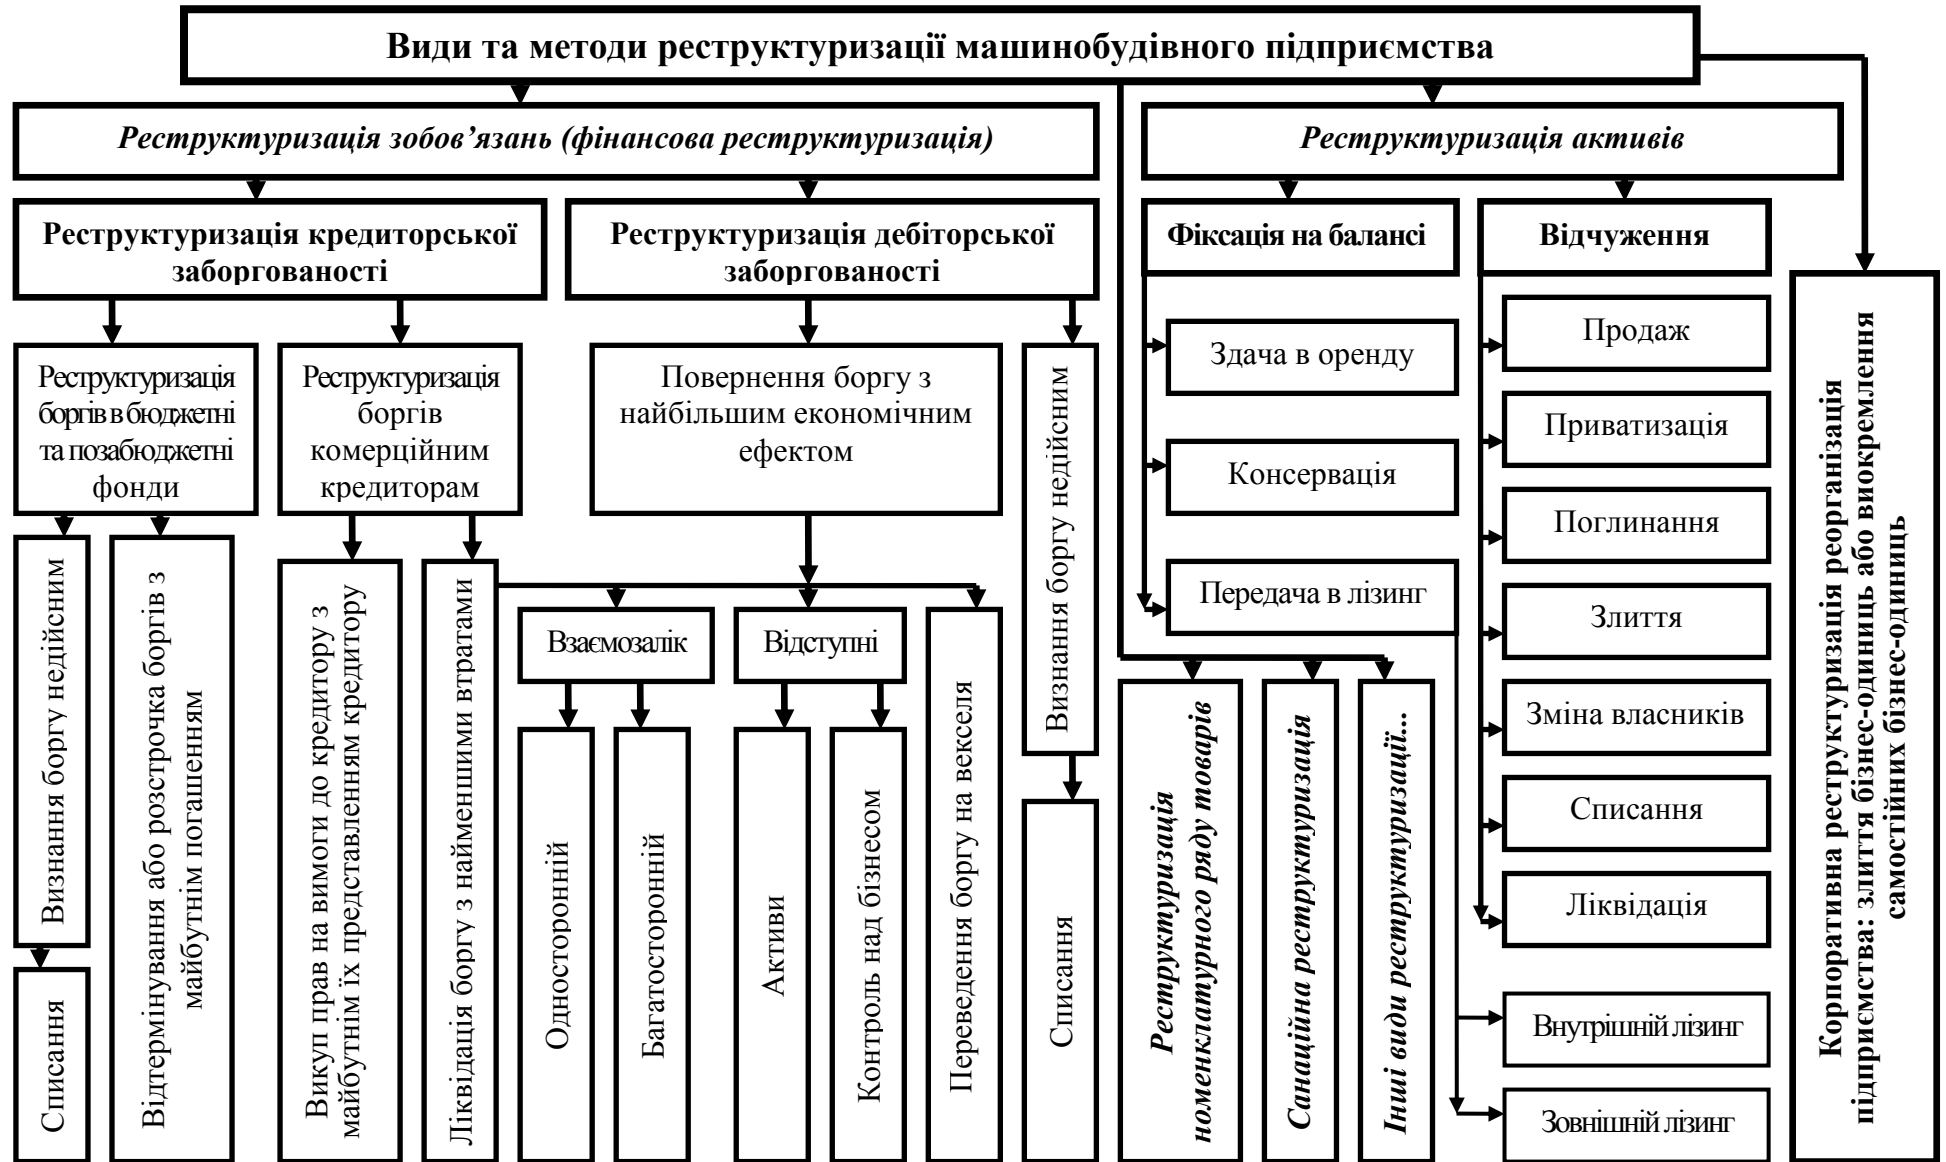 Види та методи реструктуризації машинобудівного підприємства
Реструктуризація зобов’язань (фінансова реструктуризація)
Реструктуризація активів
Реструктуризація кредиторської
заборгованості
Реструктуризація дебіторської
заборгованості
Фіксація на балансі
Відчуження
Реструктуризація
боргів в бюджетні
та позабюджетні
фонди
Реструктуризація
боргів
комерційним
кредиторам
Повернення боргу з
найбільшим економічним
ефектом
Визнання боргу недійсним
Здача в оренду
Консервація
Передача в лізинг
Продаж
Приватизація
Поглинання
Злиття
Зміна власників
Списання
Ліквідація
Внутрішній лізинг
Зовнішній лізинг
Корпоративна реструктуризація реорганізація
підприємства: злиття бізнес-одиниць або виокремлення
самостійних бізнес-одиниць
Визнання боргу недійсним
Списання
Відтермінування або розстрочка боргів з
майбутнім погашенням
Викуп прав на вимоги до кредитору з
майбутнім їх представленням кредитору
Ліквідація боргу з найменшими втратами
Взаємозалік
Відступні
Односторонній
Багатосторонній
Активи
Контроль над бізнесом
Переведення боргу на векселя
Списання
Реструктуризація
номенклатурного ряду товарів
Санаційна реструктуризація
Інші види реструктуризації...